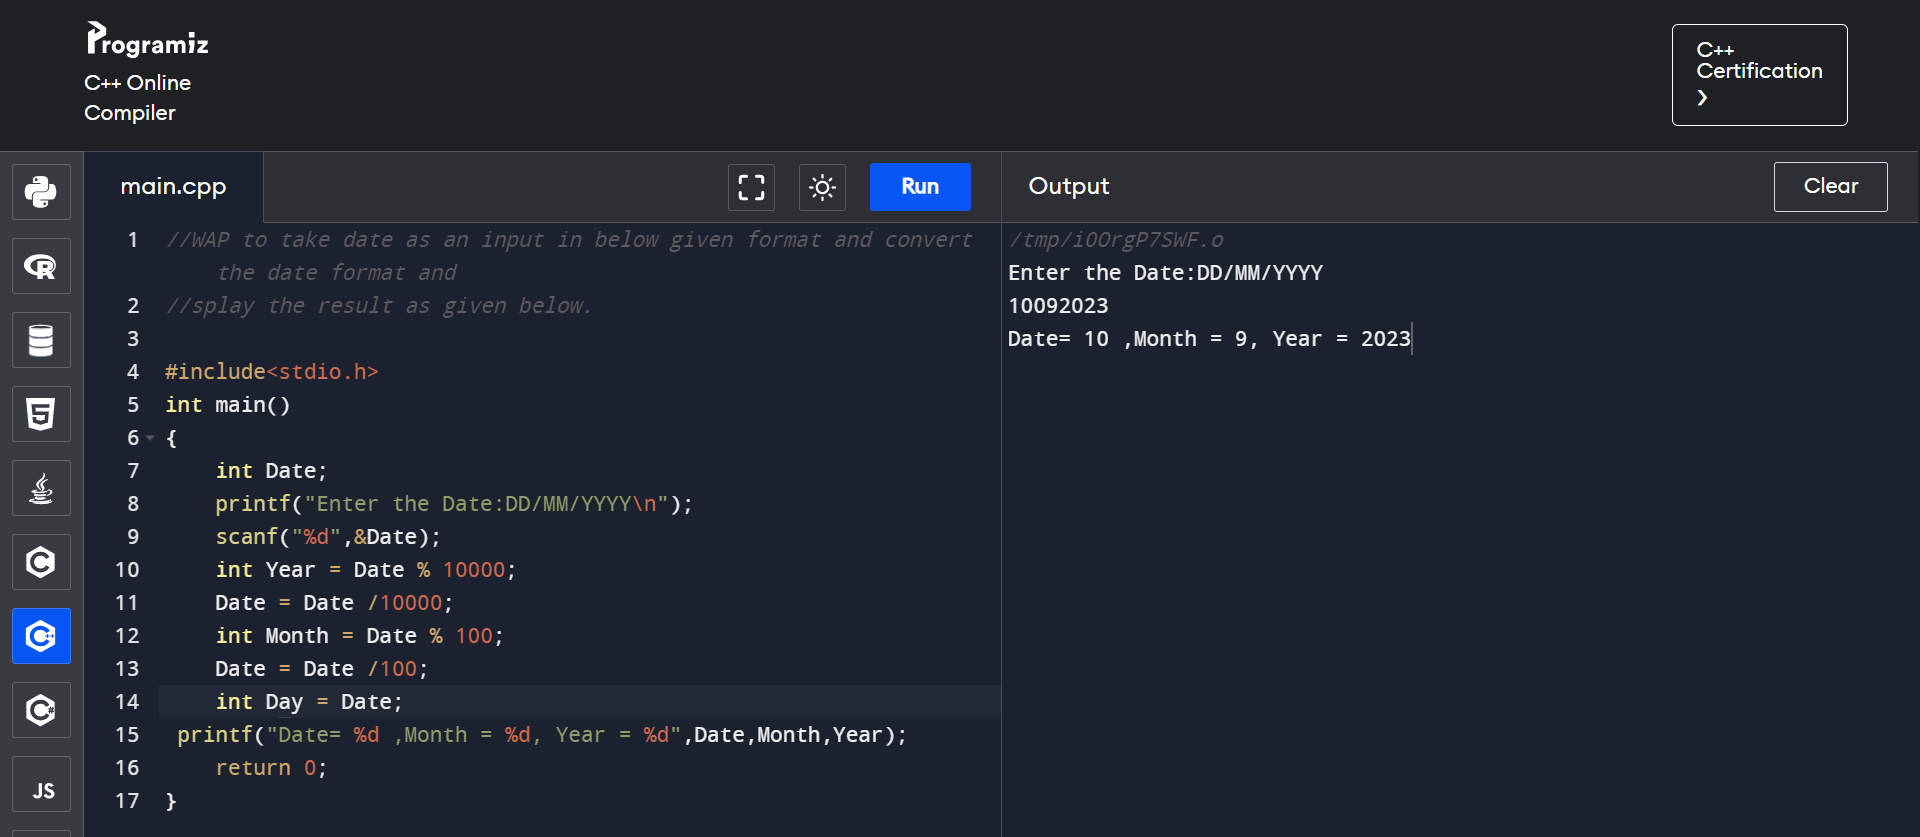 Programiz
C++ Online
Compiler
C++
Certification
❯
main.cpp
Run
Output
Clear
1 //WAP to take date as an input in below given format and convert
the date format and
2 //splay the result as given below.
3
4 #include<stdio.h>
5 int main()
6 {
7 int Date;
8 printf("Enter the Date:DD/MM/YYYY\n");
9 scanf("%d",&Date);
10 int Year = Date % 10000;
11 Date = Date /10000;
12 int Month = Date % 100;
13 Date = Date /100;
14 int Day = Date;
15 printf("Date= %d ,Month = %d, Year = %d",Date,Month,Year);
16 return 0;
17 }
/tmp/i0OrgP7SWF.o
Enter the Date:DD/MM/YYYY
10092023
Date= 10 ,Month = 9, Year = 2023
R
5
C
C++
C#
JS